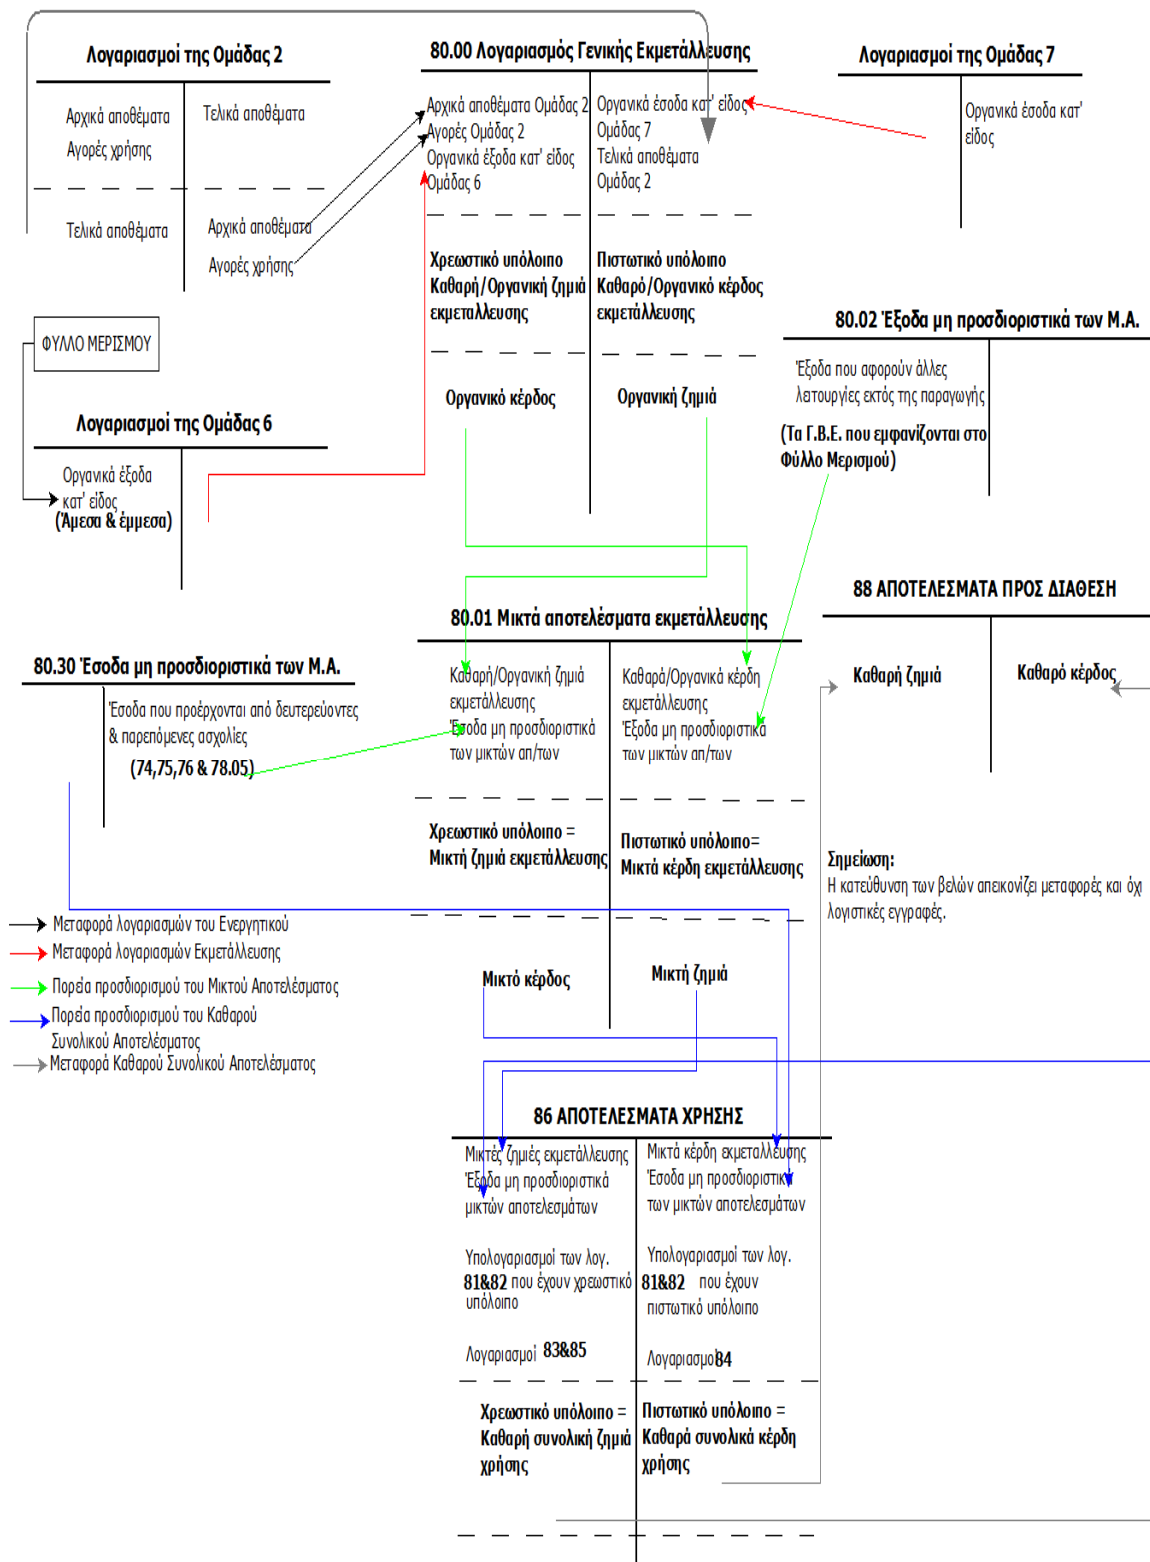 Λογαριασμοί της Ομάδας 2
Αρχικά αποθέματα
Αγορές χρήσης
Τελικά αποθέματα
Τελικά αποθέματα
Αρχικά αποθέματα
Αγορές χρήσης
80.00 Λογαριασμός Γενικής Εκμετάλλευσης
Αρχικά αποθέματα Ομάδας 2
Αγορές Ομάδας 2
Οργανικά έξοδα κατ' είδος
Ομάδας 6
Οργανικά έσοδα κατ' είδος
Ομάδας 7
Τελικά αποθέματα
Ομάδας 2
Χρεωστικό υπόλοιπο
Καθαρή/Οργανική ζημιά
εκμετάλλευσης
Πιστωτικό υπόλοιπο
Καθαρό/Οργανικό κέρδος
εκμετάλλευσης
Οργανικό κέρδος
Οργανική ζημιά
Λογαριασμοί της Ομάδας 7
Οργανικά έσοδα κατ'
είδος
ΦΥΛΛΟ ΜΕΡΙΣΜΟΥ
Λογαριασμοί της Ομάδας 6
Οργανικά έξοδα
κατ' είδος
(Άμεσα & έμμεσα)
80.02 Έξοδα μη προσδιοριστικά των Μ.Α.
Έξοδα που αφορούν άλλες
λειτουργίες εκτός της παραγωγής
(Τα Γ.Β.Ε. που εμφανίζονται στο
Φύλλο Μερισμού)
88 ΑΠΟΤΕΛΕΣΜΑΤΑ ΠΡΟΣ ΔΙΑΘΕΣΗ
Καθαρή ζημιά
Καθαρό κέρδος
80.01 Μικτά αποτελέσματα εκμετάλλευσης
Καθαρή/Οργανική ζημιά
εκμετάλλευσης
Έσοδα μη προσδιοριστικά
των μικτών απ/των
Καθαρά/Οργανικά κέρδη
εκμετάλλευσης
Έξοδα μη προσδιοριστικά
των μικτών απ/των
Χρεωστικό υπόλοιπο =
Μικτή ζημιά εκμετάλλευσης
Πιστωτικό υπόλοιπο=
Μικτά κέρδη εκμετάλλευσης
Μικτό κέρδος
Μικτή ζημιά
80.30 Έσοδα μη προσδιοριστικά των Μ.Α.
Έσοδα που προέρχονται από δευτερεύοντες
& παρεπόμενες ασχολίες
(74,75,76 & 78.05)
Σημείωση:
Η κατεύθυνση των βελών απεικονίζει μεταφορές και όχι
λογιστικές εγγραφές.
Μεταφορά λογαριασμών του Ενεργητικού
Μεταφορά λογαριασμών Εκμετάλλευσης
Πορεία προσδιορισμού του Μικτού Αποτελέσματος
Πορεία προσδιορισμού του Καθαρού
Συνολικού Αποτελέσματος
Μεταφορά Καθαρού Συνολικού Αποτελέσματος
86 ΑΠΟΤΕΛΕΣΜΑΤΑ ΧΡΗΣΗΣ
Μικτές ζημιές εκμετάλλευσης
Έξοδα μη προσδιοριστικά
μικτών αποτελεσμάτων
Υπολογαριασμοί των λογ.
81&82 που έχουν χρεωστικό
υπόλοιπο
Λογαριασμοί 83&85
Μικτά κέρδη εκμετάλλευσης
Έσοδα μη προσδιοριστικά
των μικτών αποτελεσμάτων
Υπολογαριασμοί των λογ.
81&82 που έχουν
πιστωτικό υπόλοιπο
Λογαριασμοί 84
Χρεωστικό υπόλοιπο =
Καθαρή συνολική ζημιά
χρήσης
Πιστωτικό υπόλοιπο =
Καθαρά συνολικά κέρδη
χρήσης